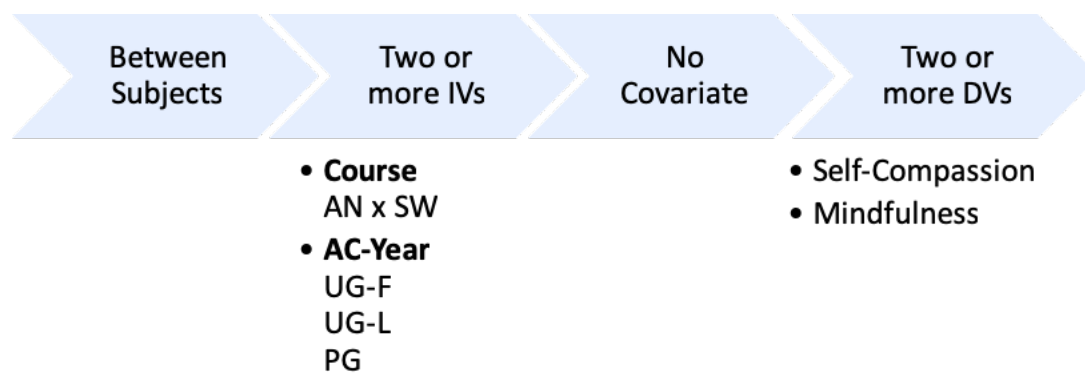 Between
Subjects
Two or
more IVs
No
Covariate
Two or
more DVs
• Course
AN x SW
• AC-Year
UG-F
UG-L
PG
• Self-Compassion
• Mindfulness